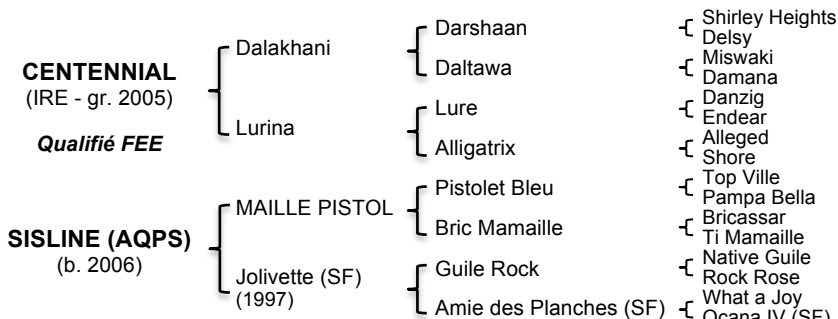 CENTENNIAL
(IRE - gr. 2005)
Qualifié FEE
Dalakhani
Lurina
Darshaan
Daltawa
Lure
Alligatrix
Shirley Heights
Delsy
Miswaki
Damana
Danzig
Endear
Alleged
Shore
SISLINE (AQPS)
(b. 2006)
MAILLE PISTOL
Jolivette (SF)
(1997)
Pistolet Bleu
Bric Mamaille
Guile Rock
Amie des Planches (SF)
Top Ville
Pampa Bella
Bricassar
Ti Mamaille
Native Guile
Rock Rose
What a Joy
Ocana IV (SF)